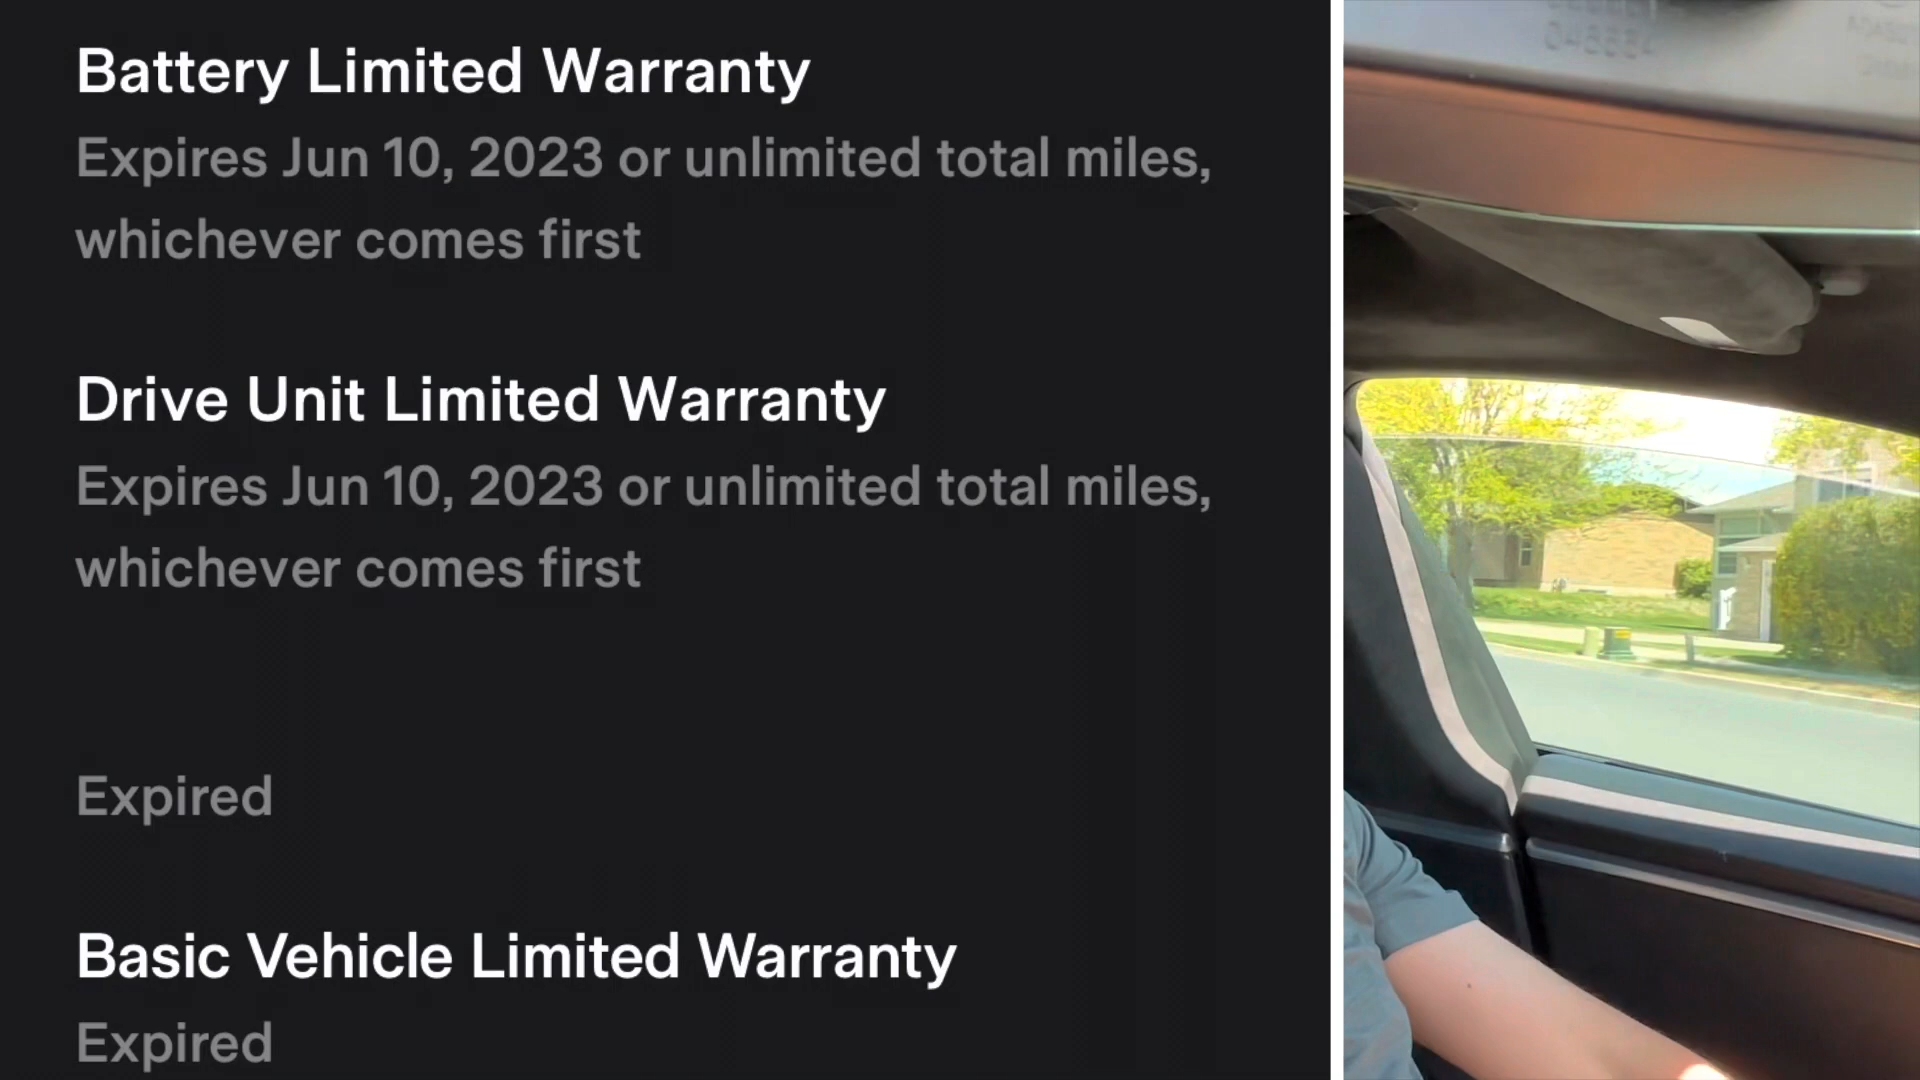 Battery Limited Warranty
Expires Jun 10, 2023 or unlimited total miles,
whichever comes first
Drive Unit Limited Warranty
Expires Jun 10, 2023 or unlimited total miles,
whichever comes first
Expired
Basic Vehicle Limited Warranty
Expired